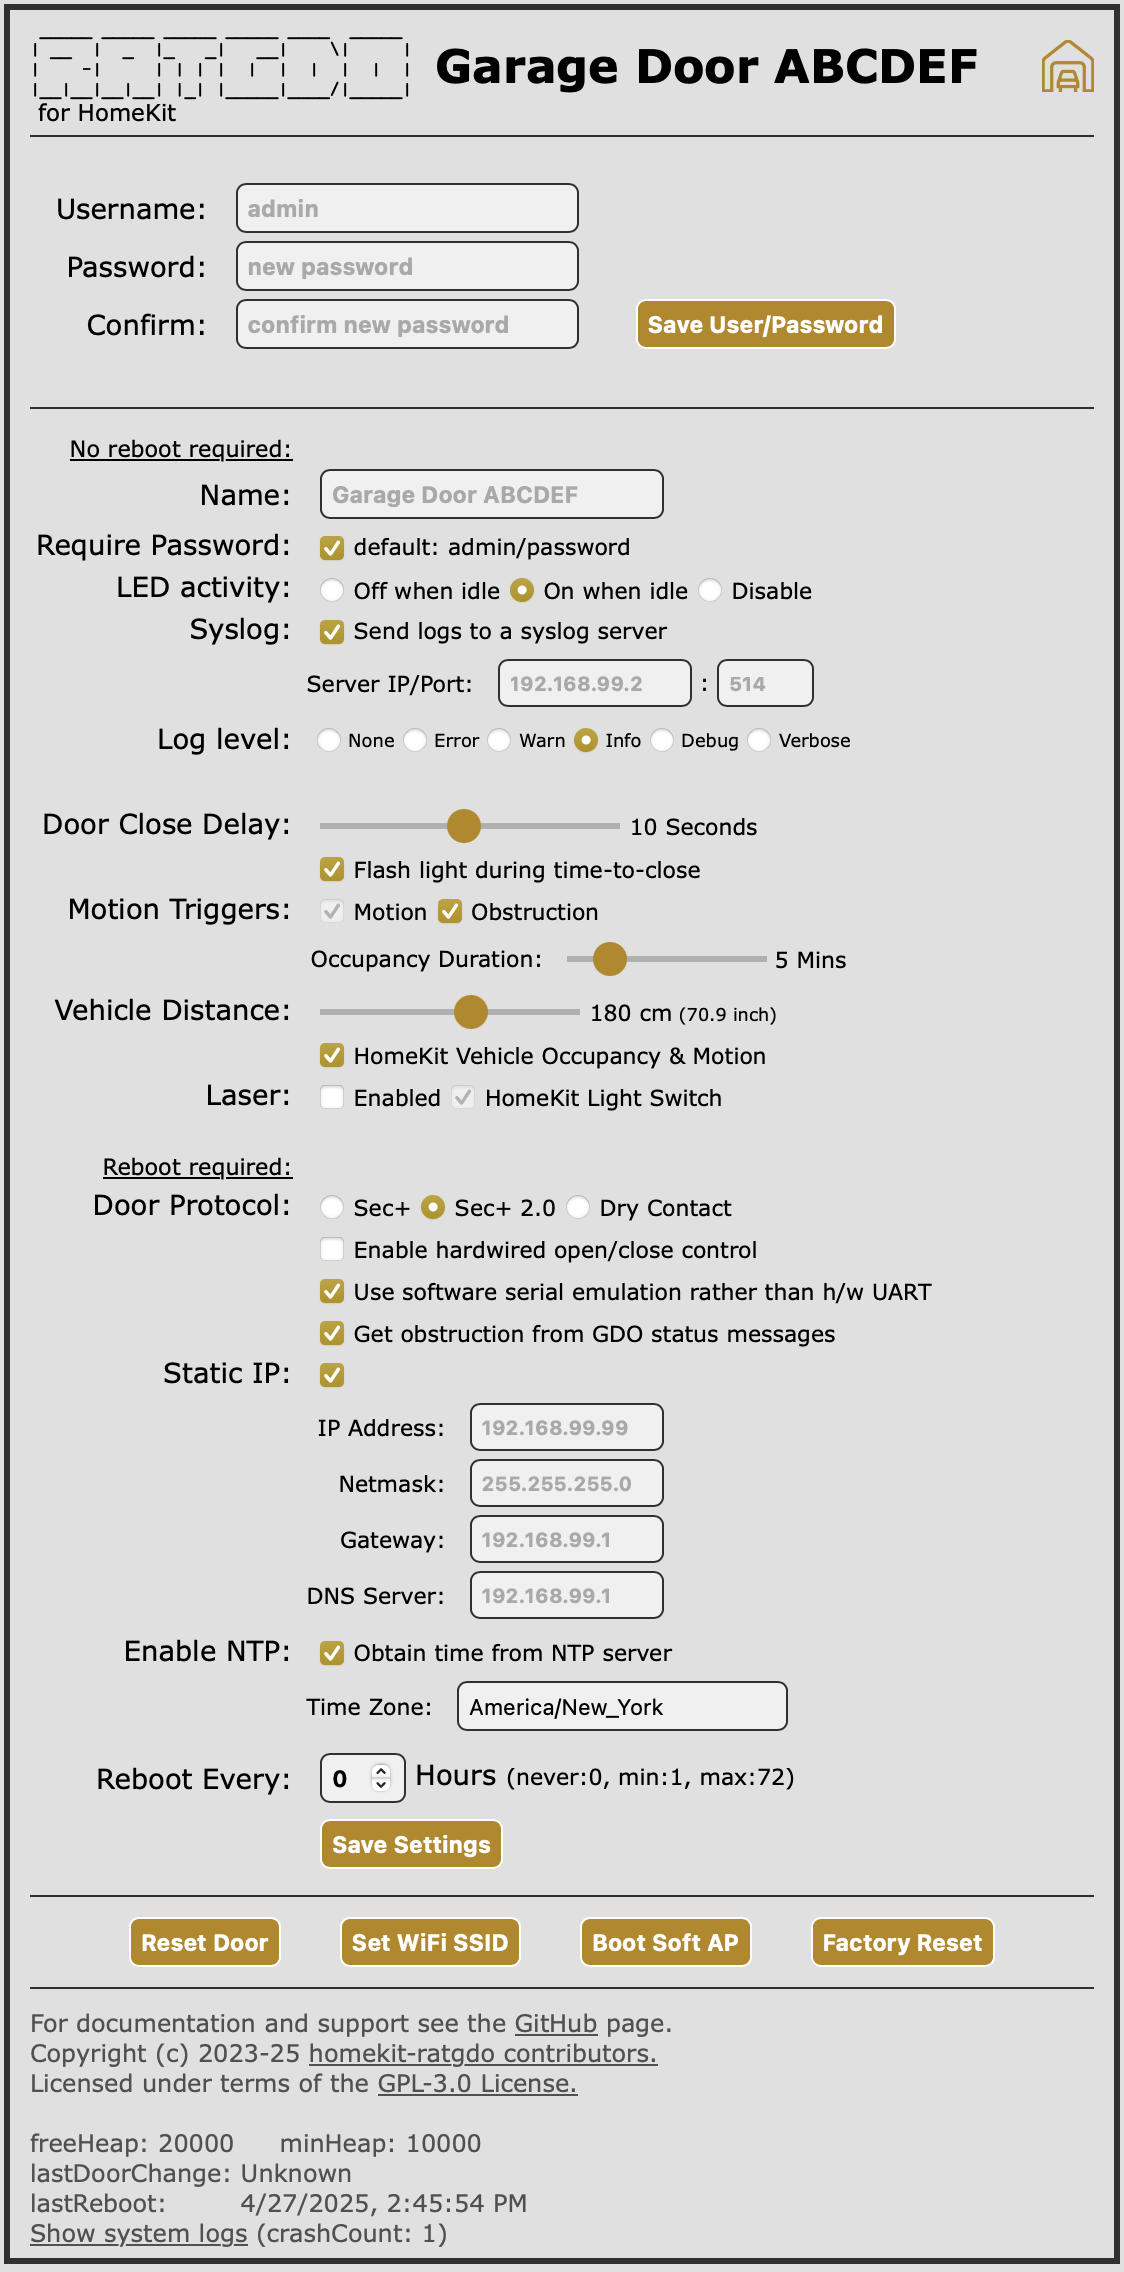 RATGDO
for HomeKit
Garage Door ABCDEF
Username: admin
Password: new password
Confirm: confirm new password
Save User/Password
No reboot required:
Name: Garage Door ABCDEF
Require Password: default: admin/password
LED activity: Off when idle On when idle Disable
Syslog: Send logs to a syslog server
Server IP/Port: 192.168.99.2 : 514
Log level: None Error Warn Info Debug Verbose
Door Close Delay: 10 Seconds
Flash light during time-to-close
Motion Triggers: Motion Obstruction
Occupancy Duration: 5 Mins
Vehicle Distance: 180 cm (70.9 inch)
HomeKit Vehicle Occupancy & Motion
Laser: Enabled HomeKit Light Switch
Reboot required:
Door Protocol: Sec+ Sec+ 2.0 Dry Contact
Enable hardwired open/close control
Use software serial emulation rather than h/w UART
Get obstruction from GDO status messages
Static IP:
IP Address: 192.168.99.99
Netmask: 255.255.255.0
Gateway: 192.168.99.1
DNS Server: 192.168.99.1
Enable NTP: Obtain time from NTP server
Time Zone: America/New_York
Reboot Every: 0 Hours (never:0, min:1, max:72)
Save Settings
Reset Door Set WiFi SSID Boot Soft AP Factory Reset
For documentation and support see the GitHub page.
Copyright (c) 2023-25 homekit-ratgdo contributors.
Licensed under terms of the GPL-3.0 License.
freeHeap: 20000 minHeap: 10000
lastDoorChange: Unknown
lastReboot: 4/27/2025, 2:45:54 PM
Show system logs (crashCount: 1)